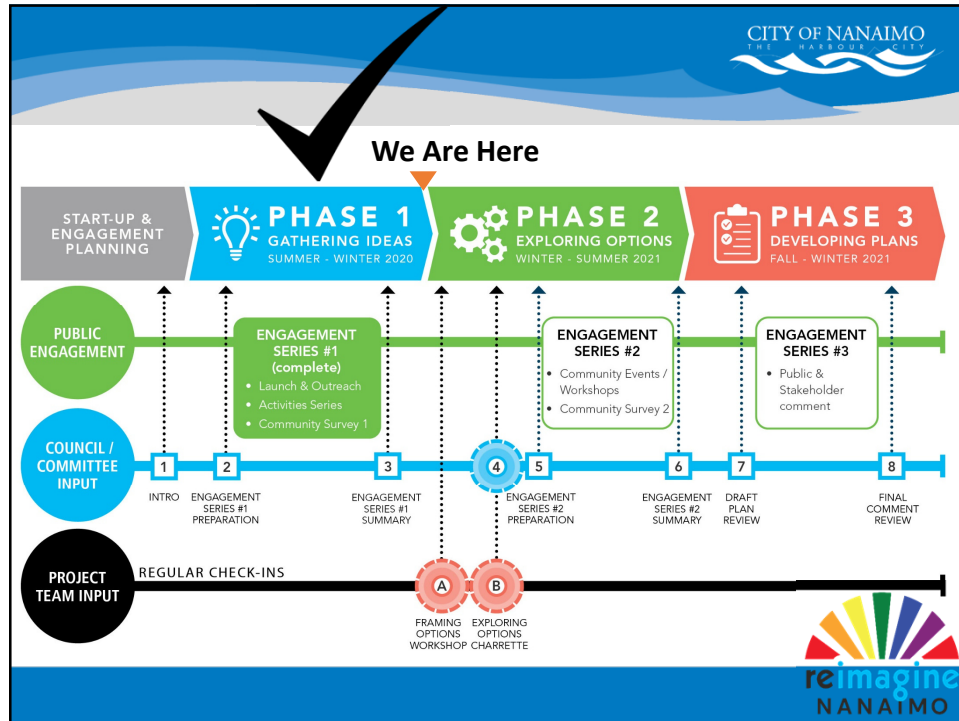 CITY OF NANAIMO
THE HARBOUR CITY
We Are Here
START-UP &
ENGAGEMENT
PLANNING
PHASE 1
GATHERING IDEAS
SUMMER - WINTER 2020
PHASE 2
EXPLORING OPTIONS
WINTER - SUMMER 2021
PHASE 3
DEVELOPING PLANS
FALL - WINTER 2021
PUBLIC
ENGAGEMENT
ENGAGEMENT
SERIES #1
(complete)
• Launch & Outreach
• Activities Series
• Community Survey 1
ENGAGEMENT
SERIES #2
• Community Events /
Workshops
• Community Survey 2
ENGAGEMENT
SERIES #3
• Public &
Stakeholder
comment
COUNCIL /
COMMITTEE
INPUT
1
INTRO
2
ENGAGEMENT
SERIES #1
PREPARATION
3
ENGAGEMENT
SERIES #1
SUMMARY
4
5
ENGAGEMENT
SERIES #2
PREPARATION
6
ENGAGEMENT
SERIES #2
SUMMARY
7
DRAFT
PLAN
REVIEW
8
FINAL
COMMENT
REVIEW
PROJECT
TEAM INPUT
REGULAR CHECK-INS
A
FRAMING
OPTIONS
WORKSHOP
B
EXPLORING
OPTIONS
CHARRETTE
reimagine
NANAIMO